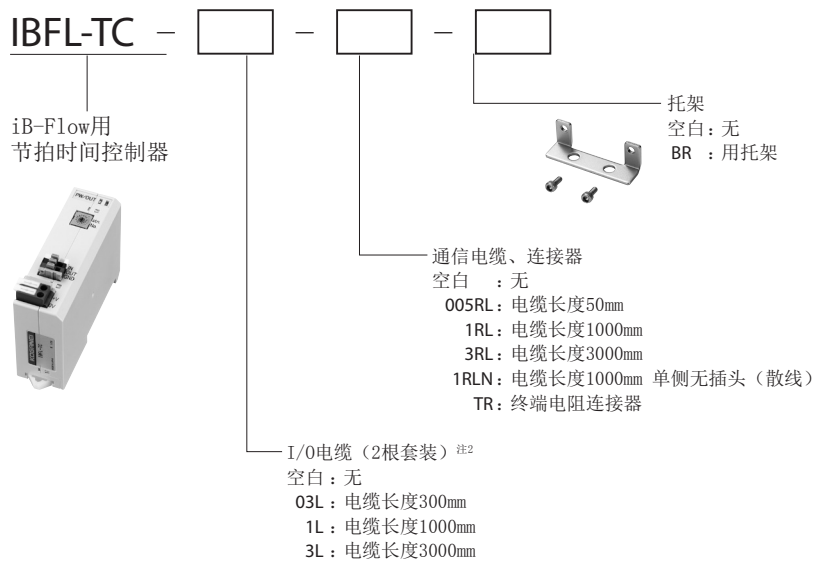 IBFL-TC － □ － □ － □
iB-Flow用
节拍时间控制器
托架
空白：无
BR ：用托架
通信电缆、连接器
空白 ：无
005RL：电缆长度50mm
1RL：电缆长度1000mm
3RL：电缆长度3000mm
1RLN：电缆长度1000mm 单侧无插头（散线）
TR：终端电阻连接器
I/O电缆（2根套装）注2
空白：无
03L：电缆长度300mm
1L：电缆长度1000mm
3L：电缆长度3000mm
PW/OUT
IN
OUT
GND
IBFL-TC